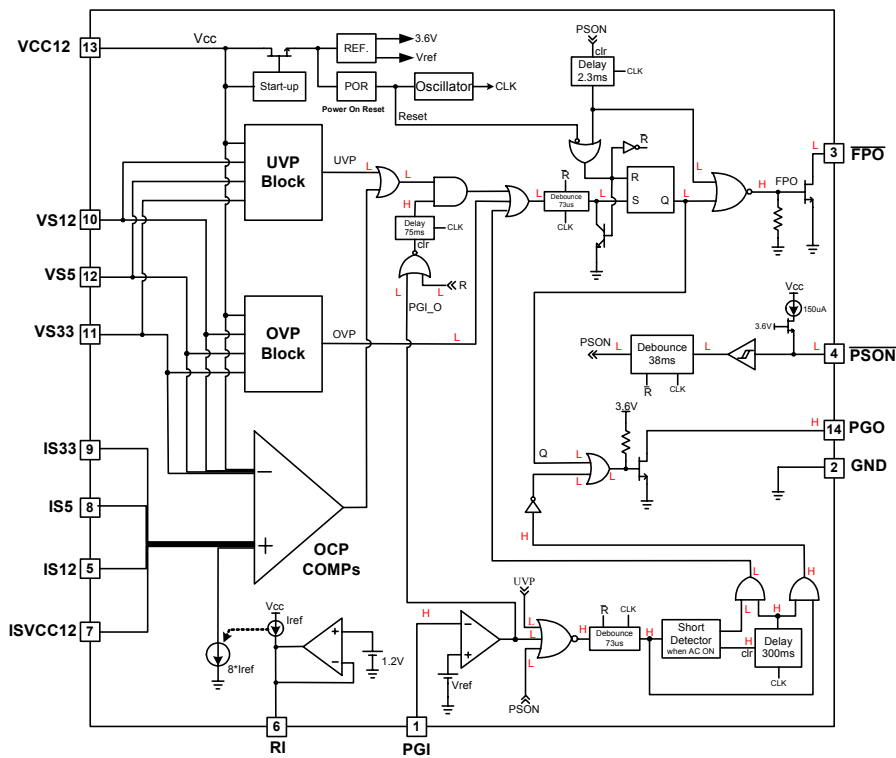 PSON
clr
Delay
2.3ms
CLK
VCC12
13
Vcc
REF.
3.6V
Vref
Start-up
POR
Power On Reset
Oscillator
CLK
Reset
R
UVP
Block
UVP
L
L
H
Delay
75ms
CLK
clr
L
L
R
PGI_O
L
R
Debounce
73us
CLK
L
R
S
Q
L
L
H
FPO
L
3
FPO
VS12
10
VS5
12
VS33
11
OVP
Block
OVP
L
Vcc
150uA
3.6V
PSON
L
Debounce
38ms
R
CLK
L
L
4
PSON
IS33
9
IS5
8
IS12
5
ISVCC12
7
OCP
COMPs
3.6V
Q
L
L
L
H
14
PGO
2
GND
H
Vcc
Iref
8*Iref
1.2V
6
RI
H
Vref
1
PGI
UVP
L
L
L
PSON
H
R
CLK
Debounce
73us
H
Short
Detector
when AC ON
L
L
H
H
clr
Delay
300ms
CLK
H